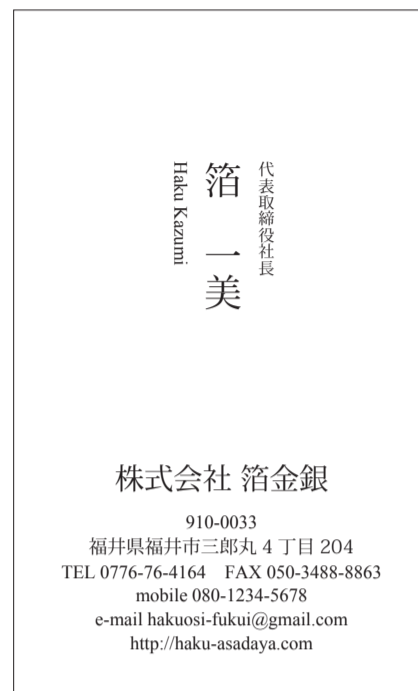 代表取締役社長
箔 一美
Haku Kazumi
株式会社 箔金銀
910-0033
福井県福井市三郎丸 4 丁目 204
TEL 0776-76-4164 FAX 050-3488-8863
mobile 080-1234-5678
e-mail hakuosi-fukui@gmail.com
http://haku-asadaya.com